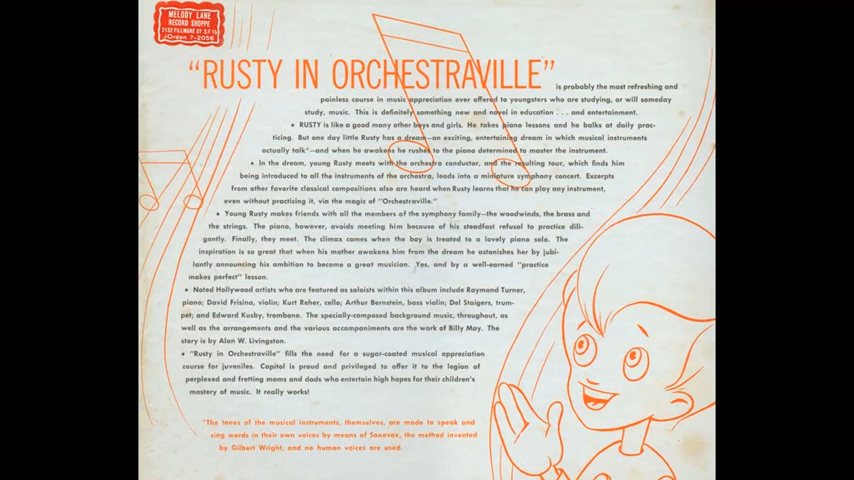 MELODY LANE
RECORD SHOPPE
2132 FILLMORE ST. S.F. 15
JOrdan 7-2056
"RUSTY IN ORCHESTRAVILLE" is probably the most refreshing and
painless course in music appreciation ever offered to youngsters who are studying, or will someday
study, music. This is definitely something new and novel in education . . . and entertainment.
• RUSTY is like a good many other boys and girls. He takes piano lessons and he balks at daily prac-
ticing. But one day little Rusty has a dream—an exciting, entertaining dream in which musical instruments
actually talk*—and when he awakens he rushes to the piano determined to master the instrument.
• In the dream, young Rusty meets with the orchestra conductor, and the resulting tour, which finds him
being introduced to all the instruments of the orchestra, leads into a miniature symphony concert. Excerpts
from other favorite classical compositions also are heard when Rusty learns that he can play any instrument,
even without practicing it, via the magic of "Orchestraville."
• Young Rusty makes friends with all the members of the symphony family—the woodwinds, the brass and
the strings. The piano, however, avoids meeting him because of his steadfast refusal to practice dili-
gently. Finally, they meet. The climax comes when the boy is treated to a lovely piano solo. The
inspiration is so great that when his mother awakens him from the dream he astonishes her by jubi-
lantly announcing his ambition to become a great musician. Yes, and by a well-earned "practice
makes perfect" lesson.
• Noted Hollywood artists who are featured as soloists within this album include Raymond Turner,
piano; David Frisina, violin; Kurt Reher, cello; Arthur Bernstein, bass violin; Del Staigers, trum-
pet; and Edward Kusby, trombone. The specially-composed background music, throughout, as
well as the arrangements and the various accompaniments are the work of Billy May. The
story is by Alan W. Livingston.
• "Rusty in Orchestraville" fills the need for a sugar-coated musical appreciation
course for juveniles. Capitol is proud and privileged to offer it to the legion of
perplexed and fretting moms and dads who entertain high hopes for their children's
mastery of music. It really works!
*The tones of the musical instruments, themselves, are made to speak and
sing words in their own voices by means of Sonovox, the method invented
by Gilbert Wright, and no human voices are used.